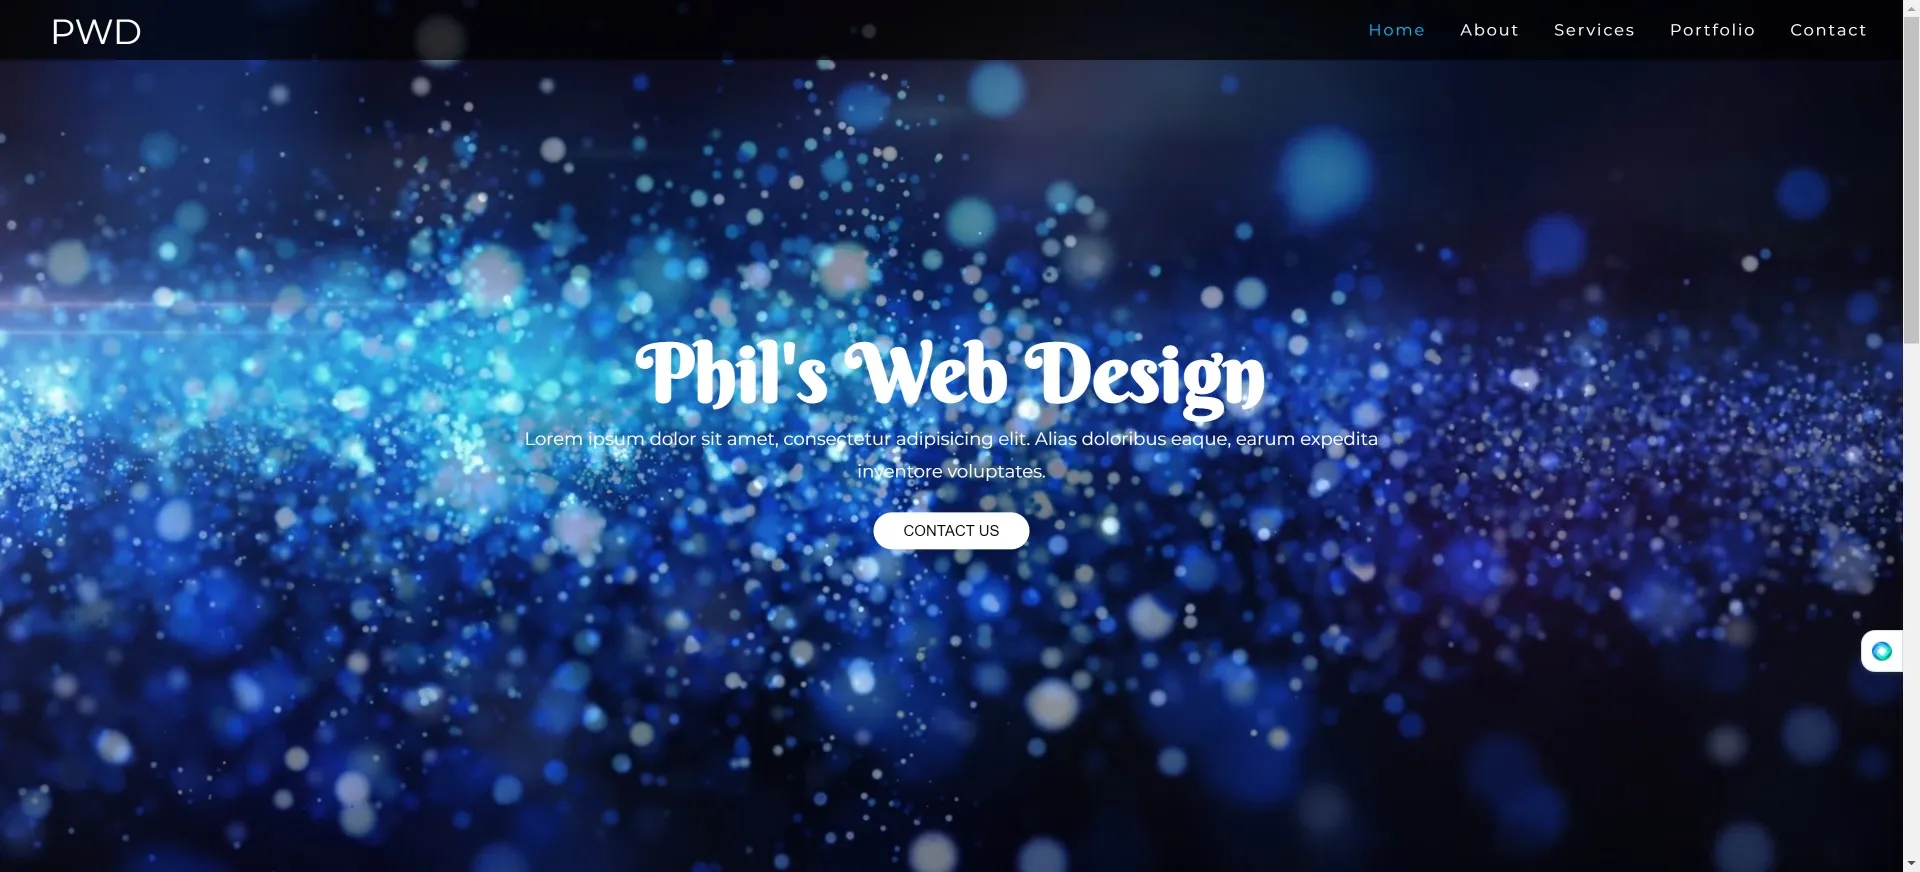 PWD
Home About Services Portfolio Contact
Phil's Web Design
Lorem ipsum dolor sit amet, consectetur adipisicing elit. Alias doloribus eaque, earum expedita
inventore voluptates.
CONTACT US